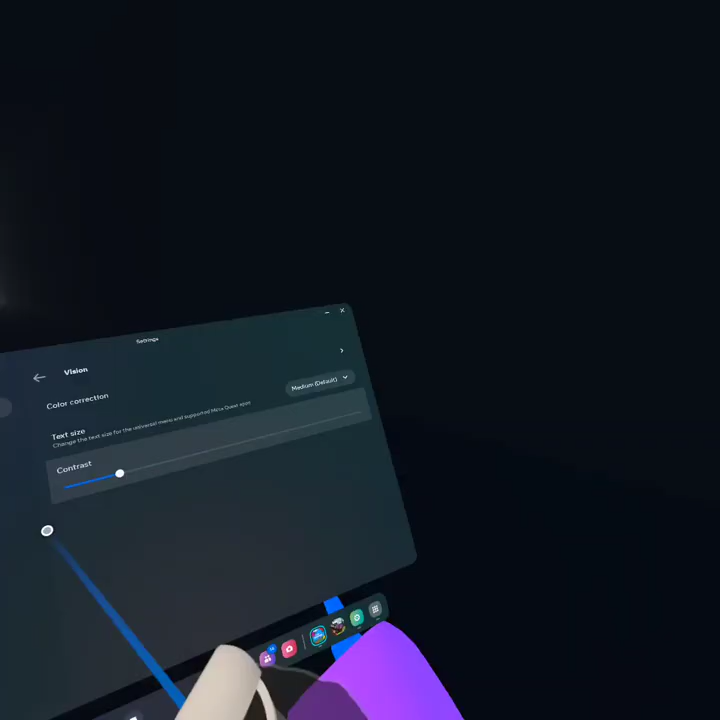 Settings
Vision
Color correction
Medium (Default)
Text size
Change the text size for the universal menu and supported Meta Quest apps
Contrast